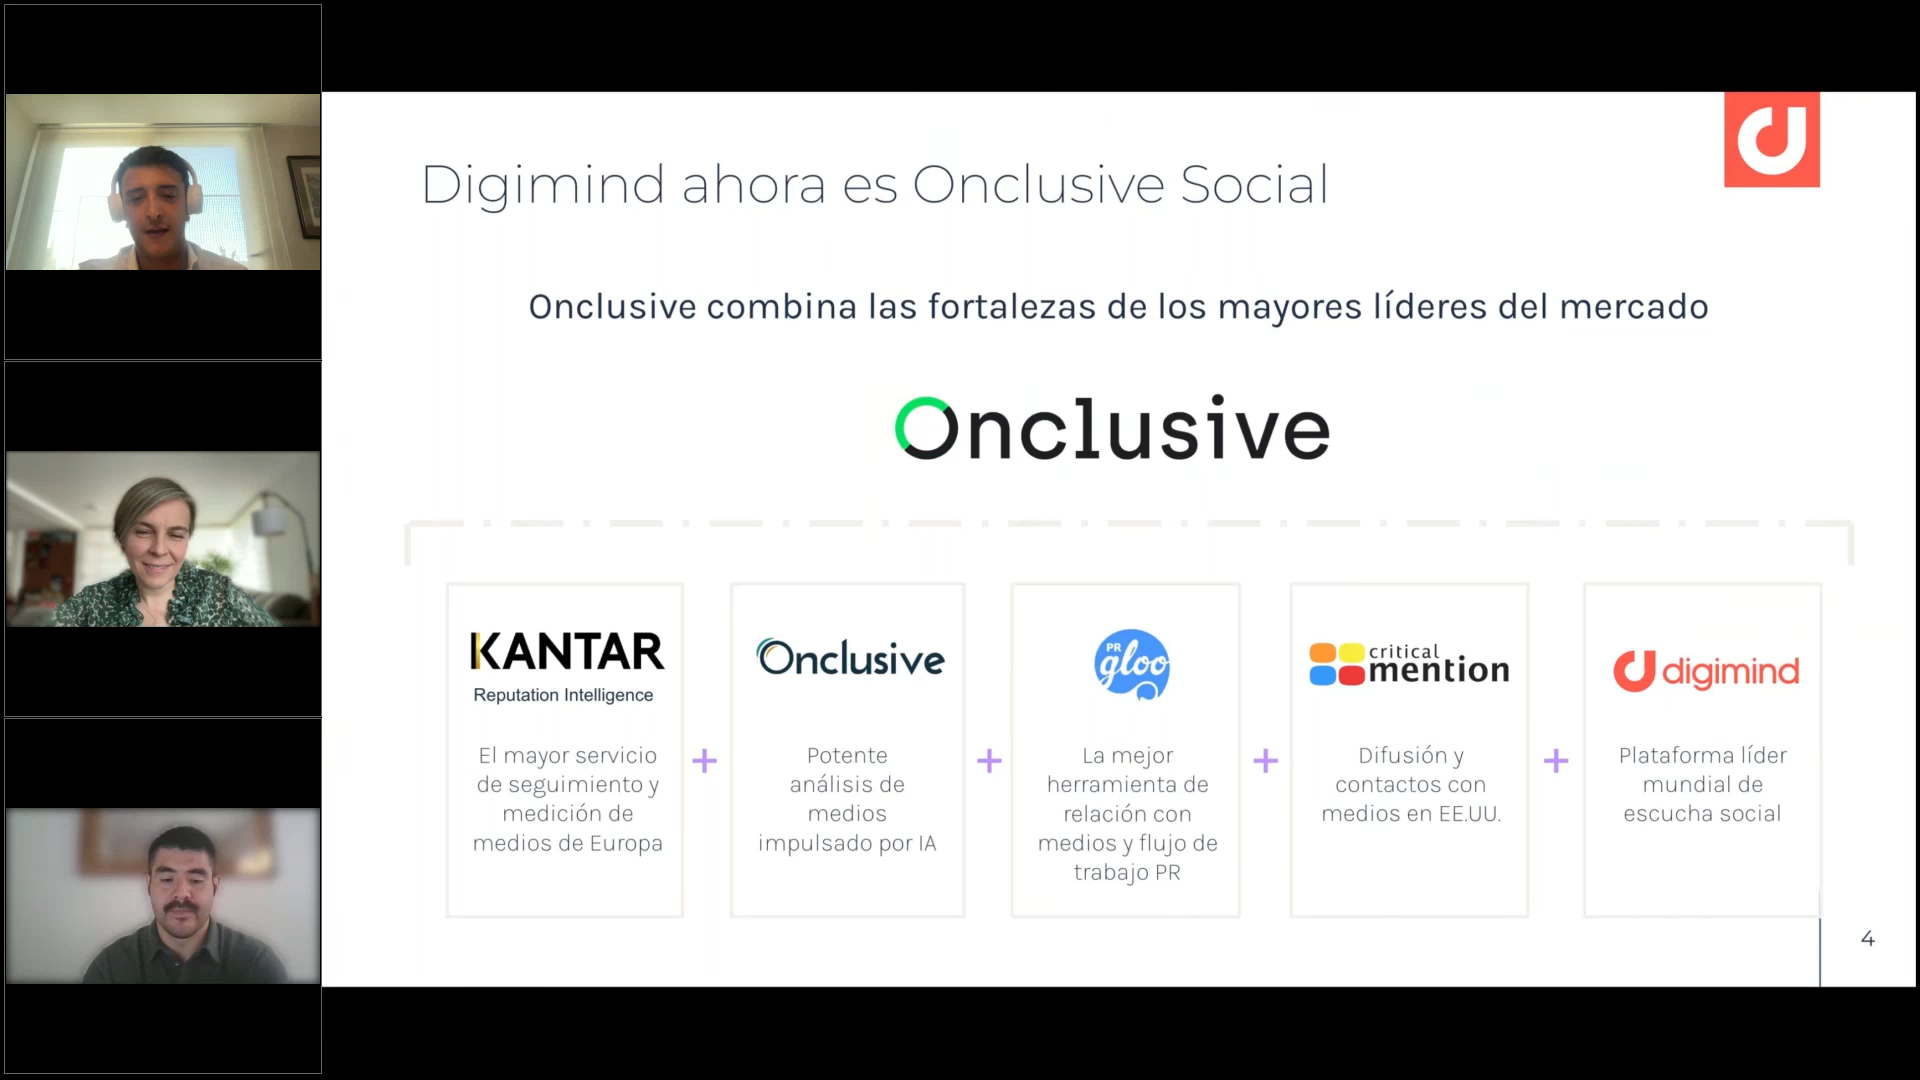 Digimind ahora es Onclusive Social
Onclusive combina las fortalezas de los mayores líderes del mercado
Onclusive
KANTAR
Reputation Intelligence
El mayor servicio
de seguimiento y
medición de
medios de Europa
+
Onclusive
Potente
análisis de
medios
impulsado por IA
+
PR
gloo
La mejor
herramienta de
relación con
medios y flujo de
trabajo PR
+
critical
mention
Difusión y
contactos con
medios en EE.UU.
+
digimind
Plataforma líder
mundial de
escucha social
4